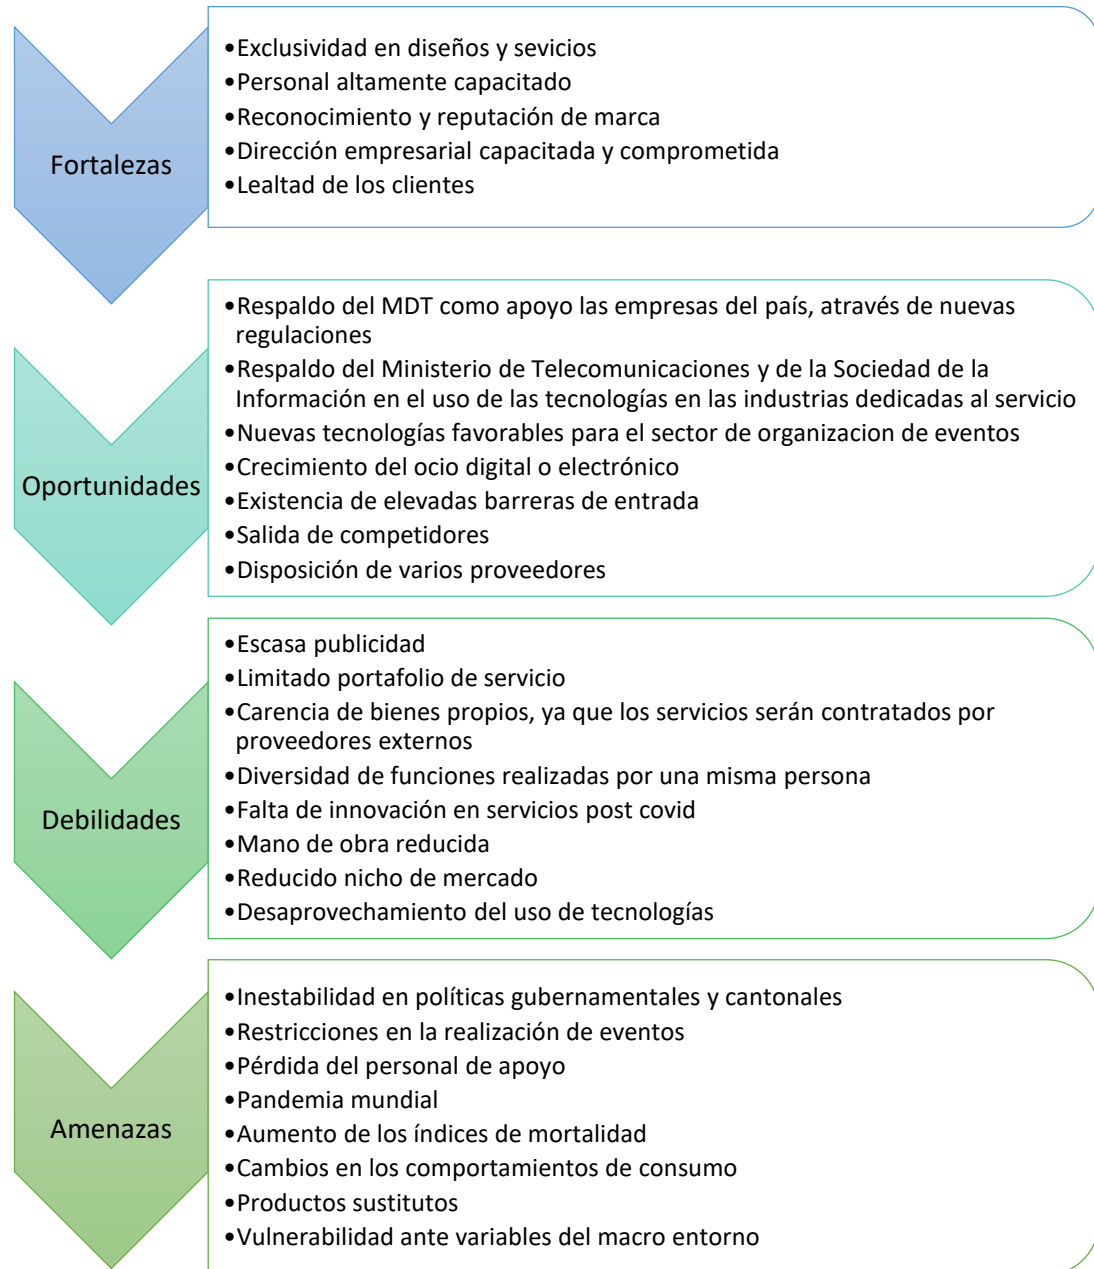 Fortalezas
•Exclusividad en diseños y sevicios
•Personal altamente capacitado
•Reconocimiento y reputación de marca
•Dirección empresarial capacitada y comprometida
•Lealtad de los clientes
Oportunidades
•Respaldo del MDT como apoyo las empresas del país, através de nuevas
regulaciones
•Respaldo del Ministerio de Telecomunicaciones y de la Sociedad de la
Información en el uso de las tecnologías en las industrias dedicadas al servicio
•Nuevas tecnologías favorables para el sector de organizacion de eventos
•Crecimiento del ocio digital o electrónico
•Existencia de elevadas barreras de entrada
•Salida de competidores
•Disposición de varios proveedores
Debilidades
•Escasa publicidad
•Limitado portafolio de servicio
•Carencia de bienes propios, ya que los servicios serán contratados por
proveedores externos
•Diversidad de funciones realizadas por una misma persona
•Falta de innovación en servicios post covid
•Mano de obra reducida
•Reducido nicho de mercado
•Desaprovechamiento del uso de tecnologías
Amenazas
•Inestabilidad en políticas gubernamentales y cantonales
•Restricciones en la realización de eventos
•Pérdida del personal de apoyo
•Pandemia mundial
•Aumento de los índices de mortalidad
•Cambios en los comportamientos de consumo
•Productos sustitutos
•Vulnerabilidad ante variables del macro entorno